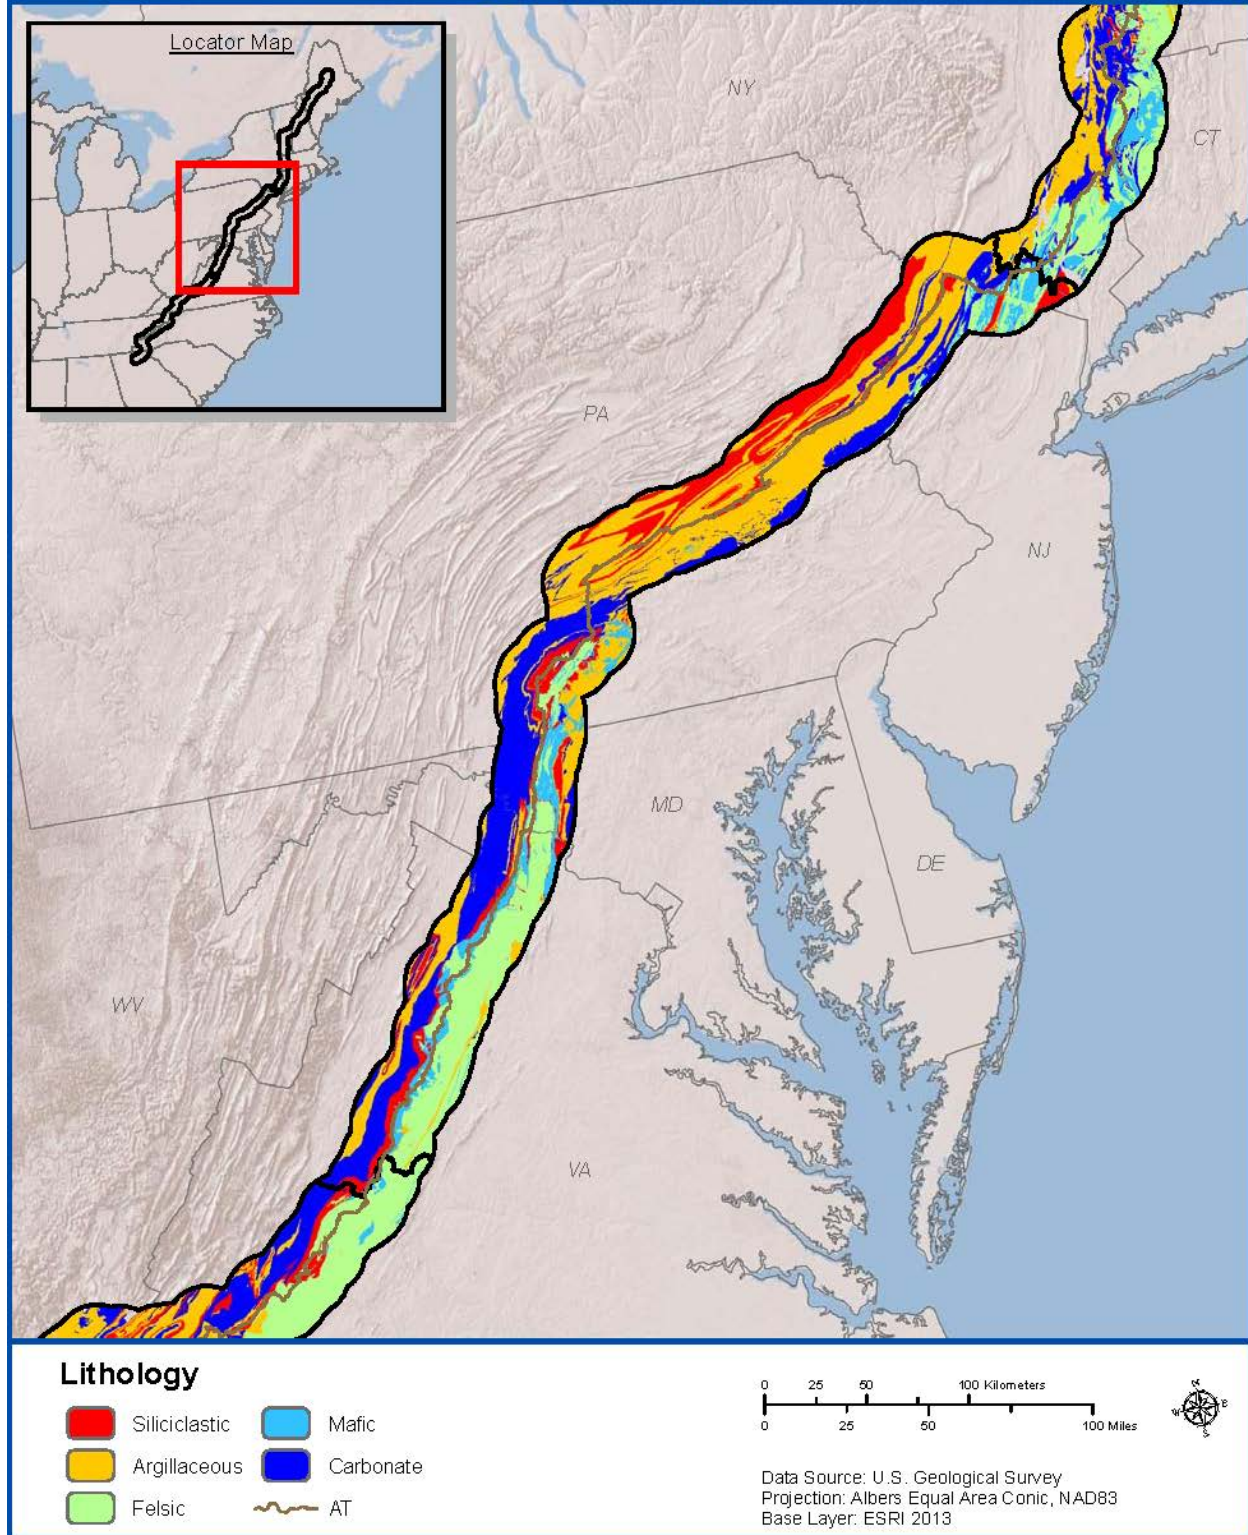 Locator Map
NY
CT
PA
NJ
MD
DE
WV
VA
Lithology
Siliciclastic
Mafic
Argillaceous
Carbonate
Felsic
AT
0 25 50 100 Kilometers
0 25 50 100 Miles
N
W E
S
Data Source: U.S. Geological Survey
Projection: Albers Equal Area Conic, NAD83
Base Layer: ESRI 2013